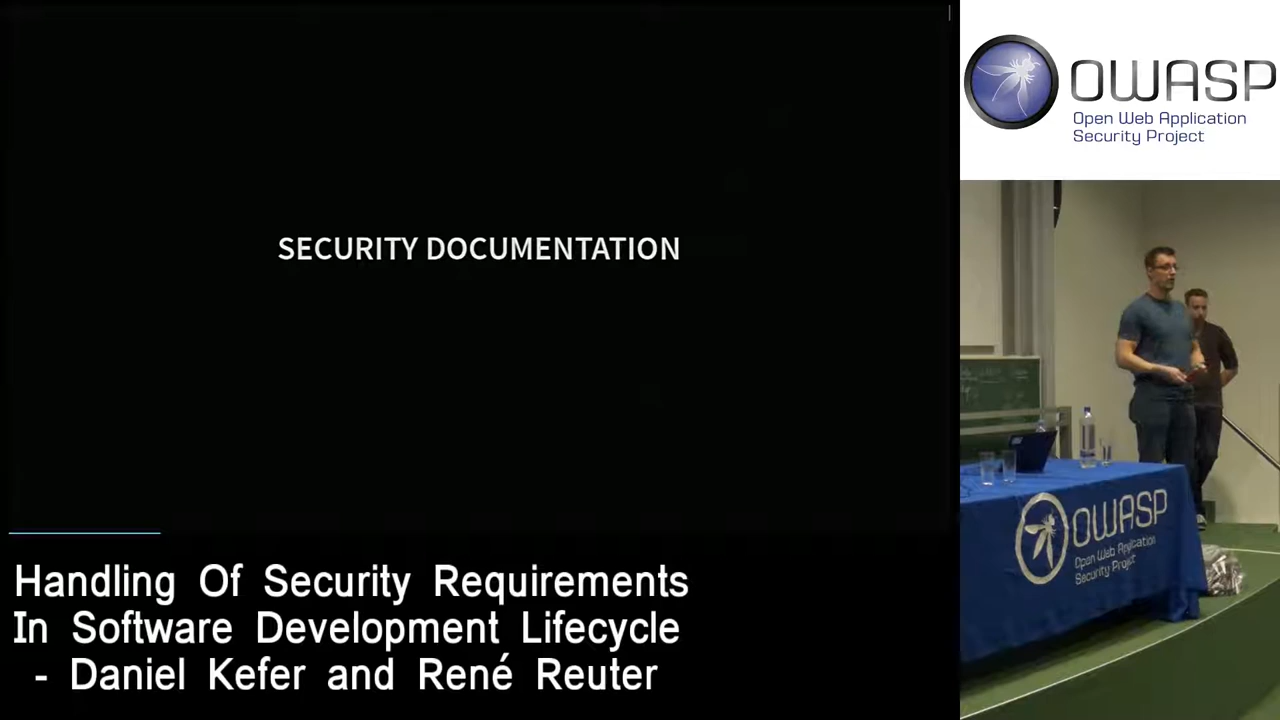 SECURITY DOCUMENTATION
Handling Of Security Requirements
In Software Development Lifecycle
- Daniel Kefer and René Reuter
OWASP
Open Web Application
Security Project
OWASP
Open Web Application
Security Project